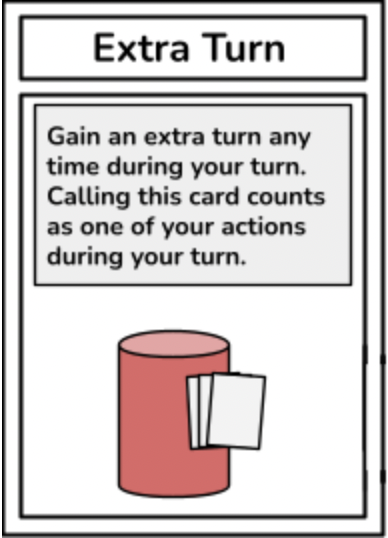 Extra Turn
Gain an extra turn any
time during your turn.
Calling this card counts
as one of your actions
during your turn.